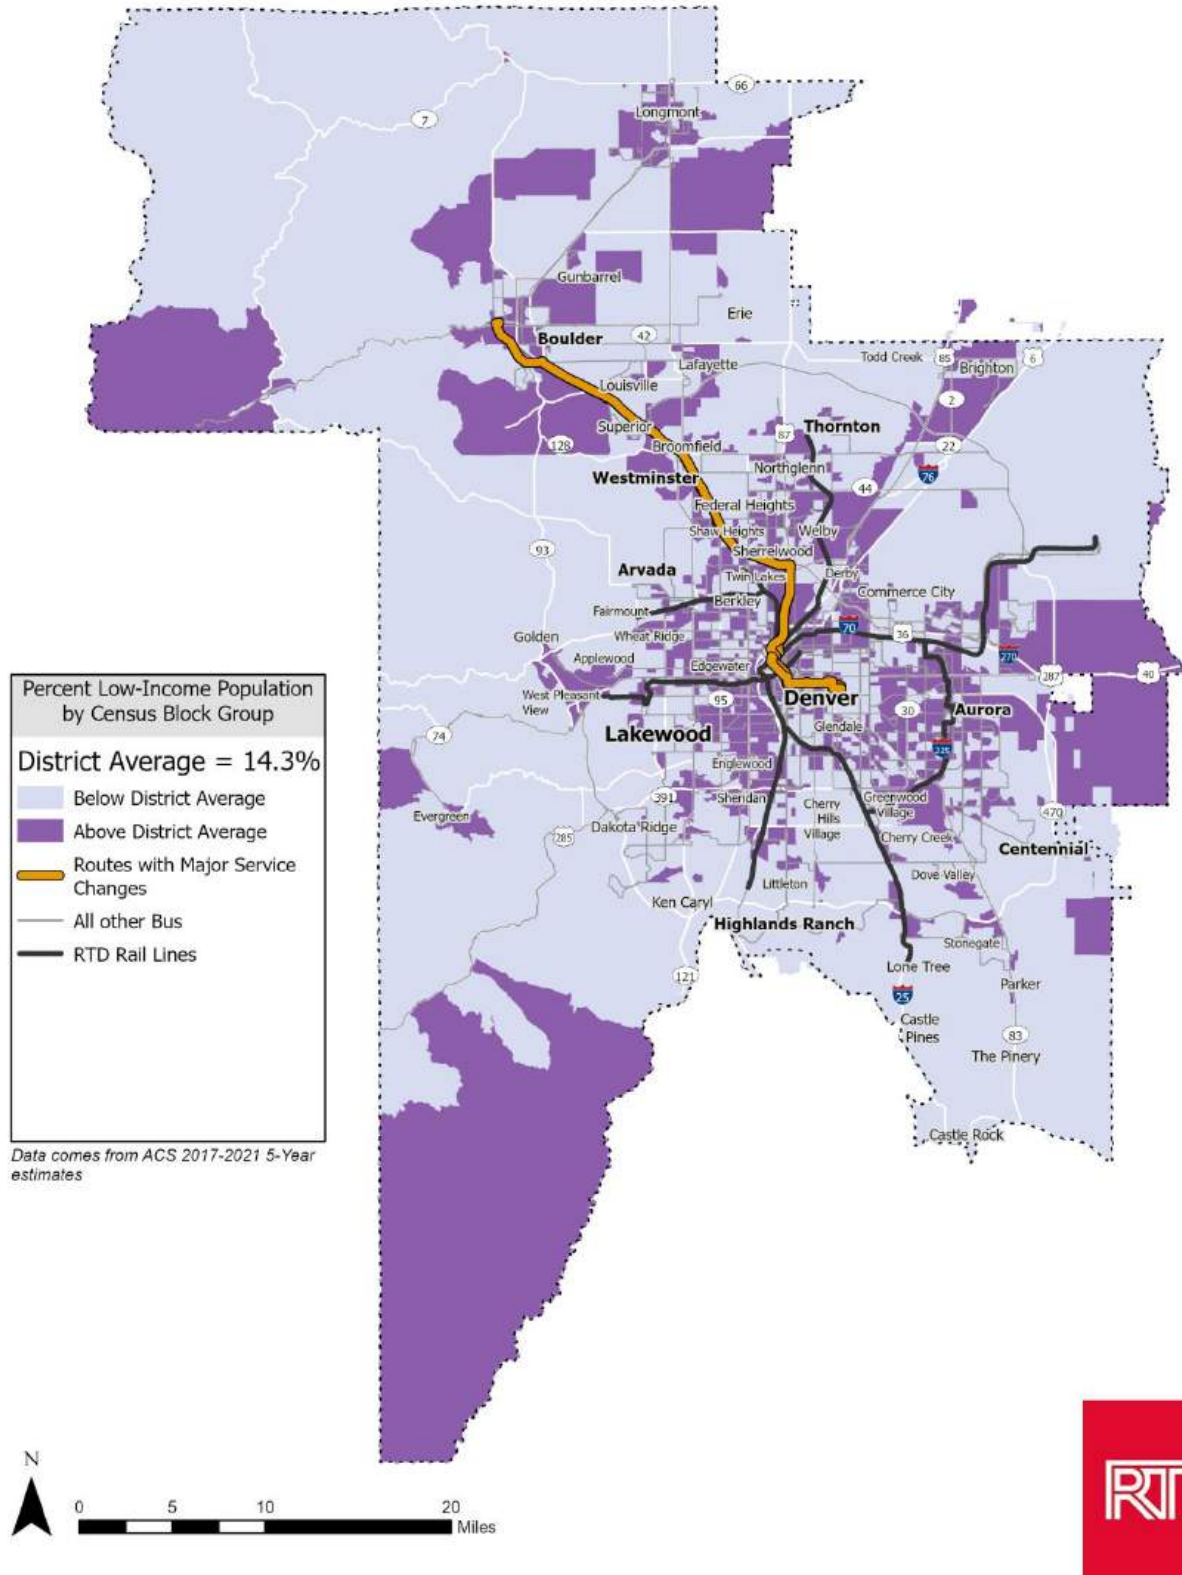 66
Longmont
7
Gunbarrel
Erie
Boulder
42
Lafayette
Todd Creek
85
6
Brighton
Louisville
2
Superior
Thornton
87
128
Broomfield
22
Northglenn
Westminster
76
44
Federal Heights
Shaw Heights
Welby
93
Sherrelwood
Arvada
Twin Lakes
Derby
Commerce City
Berkley
Fairmount
70
36
Golden
Wheat Ridge
Applewood
Edgewater
270
287
40
West Pleasant
View
95
Denver
30
Aurora
Glendale
74
Lakewood
225
Englewood
391
Sheridan
Cherry
Hills
Village
Greenwood
Village
470
Evergreen
285
Dakota Ridge
Cherry Creek
Centennial
Littleton
Dove Valley
Ken Caryl
Highlands Ranch
Stonegate
121
Lone Tree
Parker
25
Castle
Pines
83
The Pinery
Castle Rock
Percent Low-Income Population
by Census Block Group
District Average = 14.3%
Below District Average
Above District Average
Routes with Major Service
Changes
All other Bus
RTD Rail Lines
Data comes from ACS 2017-2021 5-Year
estimates
N
0 5 10 20
Miles
RT